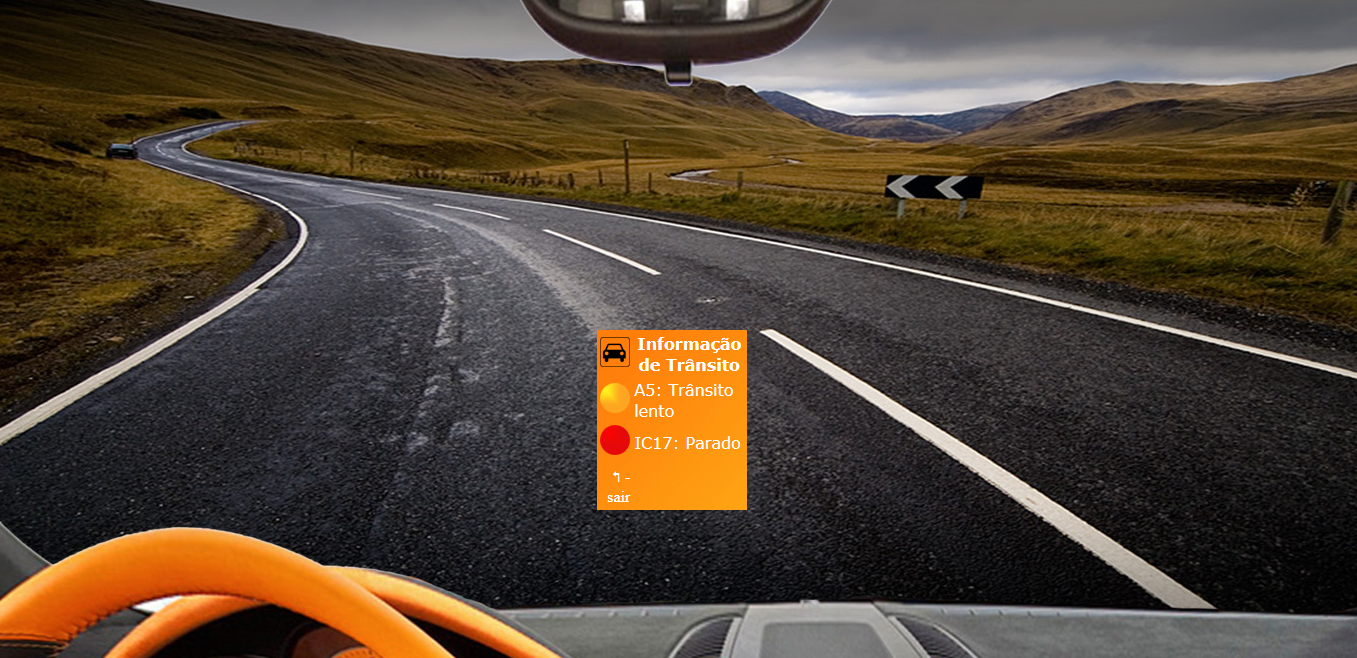 Informação
de Trânsito
A5: Trânsito
lento
IC17: Parado
↰ -
sair